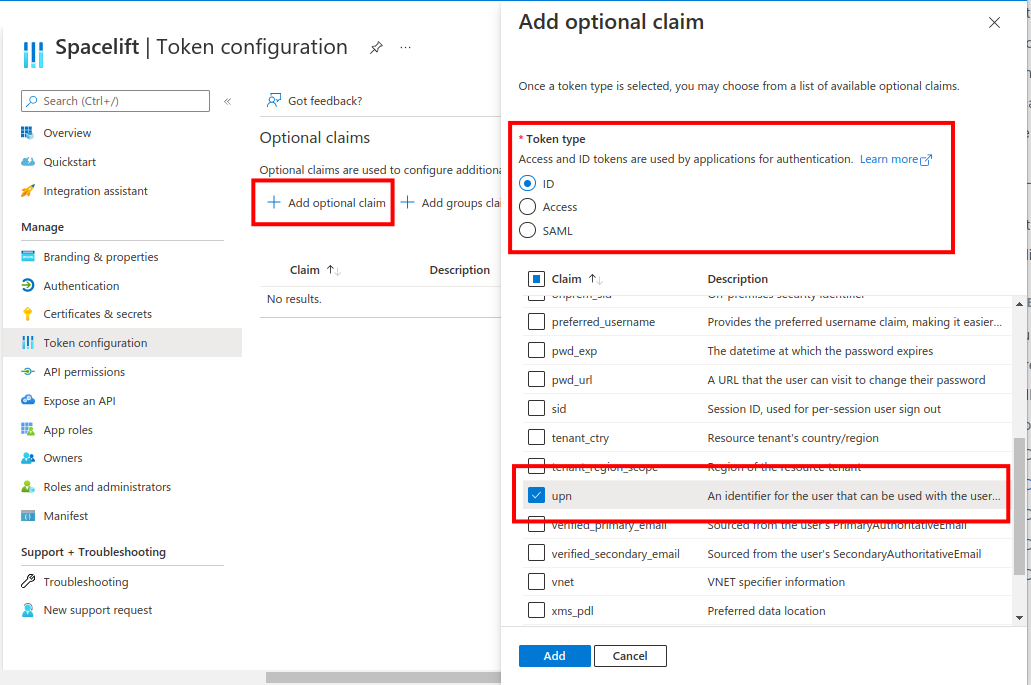 Add optional claim
Spacelift | Token configuration
Search (Ctrl+/)
Overview
Quickstart
Integration assistant
Manage
Branding & properties
Authentication
Certificates & secrets
Token configuration
API permissions
Expose an API
App roles
Owners
Roles and administrators
Manifest
Support + Troubleshooting
Troubleshooting
New support request
Got feedback?
Optional claims
Optional claims are used to configure additiona
Add optional claim
Add groups clai
Claim
Description
No results.
Once a token type is selected, you may choose from a list of available optional claims.
* Token type
Access and ID tokens are used by applications for authentication. Learn more
ID
Access
SAML
Claim Description
onprem_sid On-premises security identifier
preferred_username Provides the preferred username claim, making it easier...
pwd_exp The datetime at which the password expires
pwd_url A URL that the user can visit to change their password
sid Session ID, used for per-session user sign out
tenant_ctry Resource tenant's country/region
tenant_region_scope Region of the resource tenant
upn An identifier for the user that can be used with the user...
verified_primary_email Sourced from the user's PrimaryAuthoritativeEmail
verified_secondary_email Sourced from the user's SecondaryAuthoritativeEmail
vnet VNET specifier information
xms_pdl Preferred data location
Add
Cancel